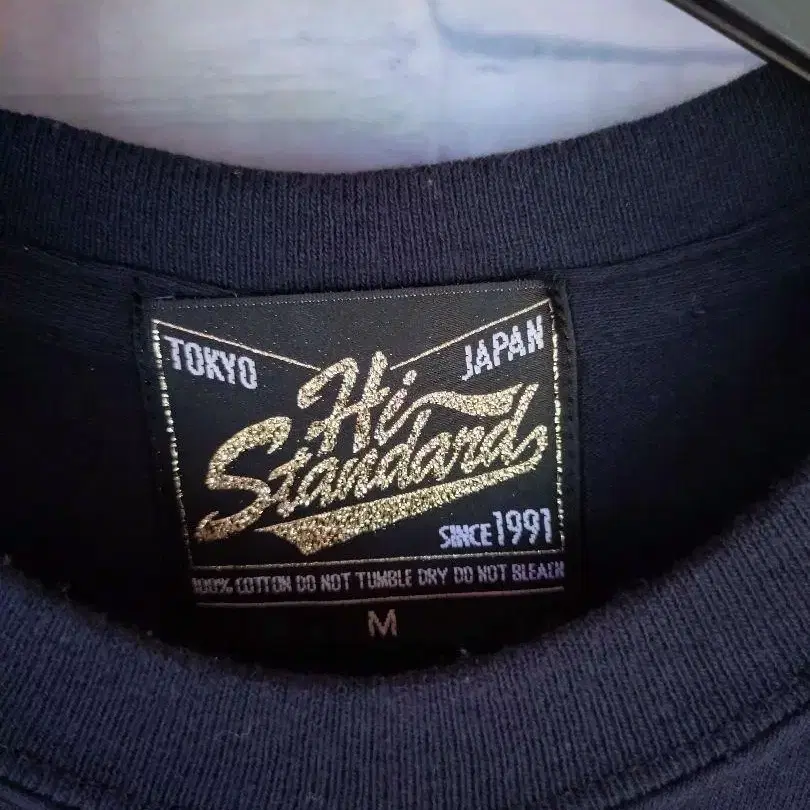 TOKYO
JAPAN
Hi
Standard
SINCE 1991
100% COTTON DO NOT TUMBLE DRY DO NOT BLEACH
M